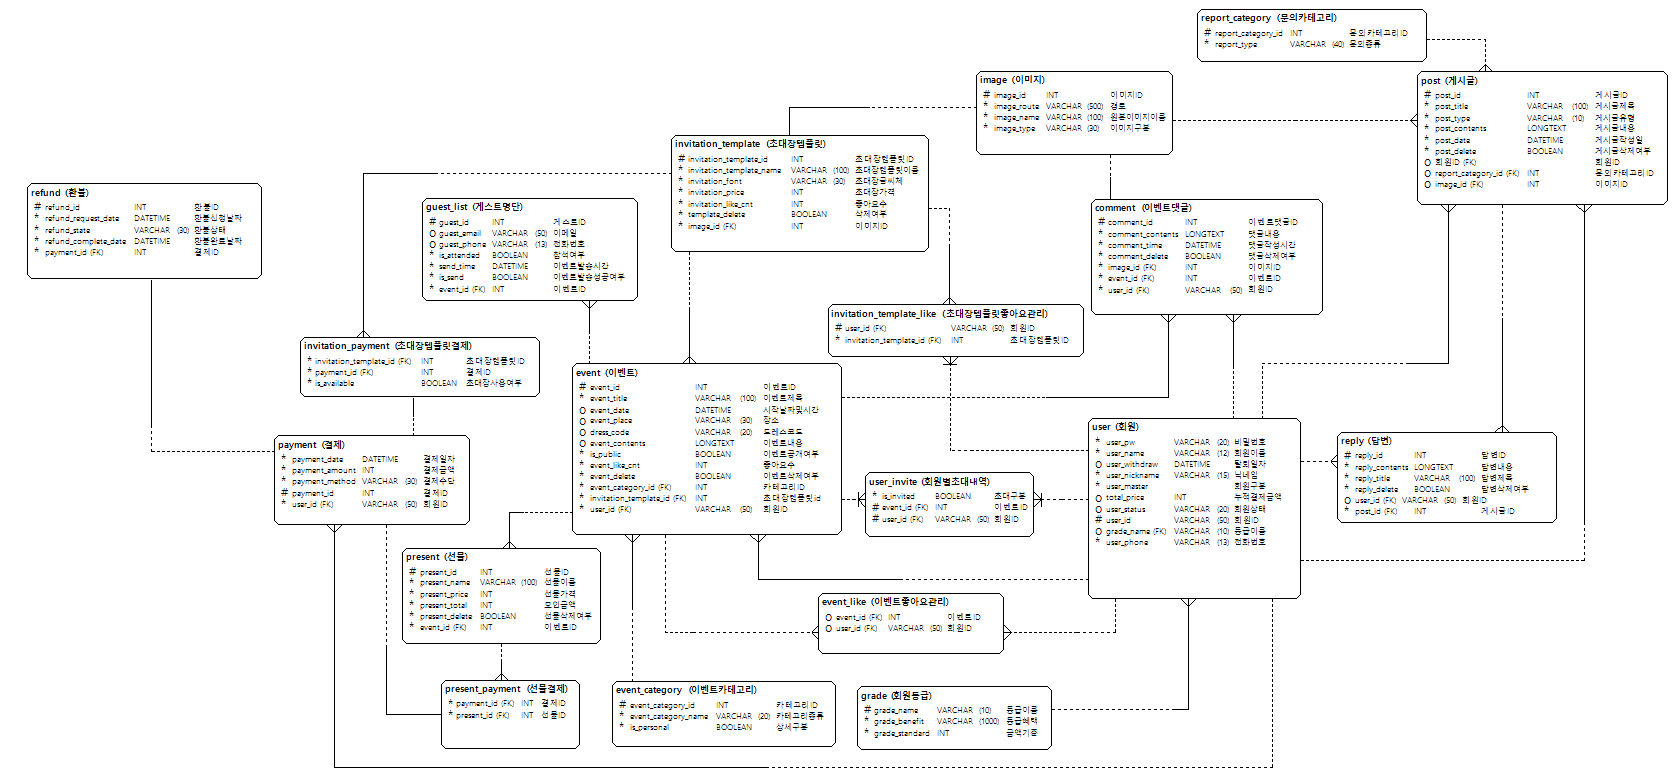 report_category (문의카테고리)
# report_category_id INT 문의카테고리ID
* report_type VARCHAR (40) 문의종류
image (이미지)
# image_id INT 이미지ID
* image_route VARCHAR (500) 경로
* image_name VARCHAR (100) 원본이미지이름
* image_type VARCHAR (30) 이미지구분
post (게시글)
# post_id INT 게시글ID
* post_title VARCHAR (100) 게시글제목
* post_type VARCHAR (10) 게시글유형
* post_contents LONGTEXT 게시글내용
* post_date DATETIME 게시글작성일
* post_delete BOOLEAN 게시글삭제여부
O 회원ID (FK) 회원ID
O report_category_id (FK) INT 문의카테고리ID
O image_id (FK) INT 이미지ID
invitation_template (초대장템플릿)
# invitation_template_id INT 초대장템플릿ID
* invitation_template_name VARCHAR (100) 초대장템플릿이름
* invitation_font VARCHAR (30) 초대장글씨체
* invitation_price INT 초대장가격
* invitation_like_cnt INT 좋아요수
* template_delete BOOLEAN 삭제여부
* image_id (FK) INT 이미지ID
refund (환불)
# refund_id INT 환불ID
* refund_request_date DATETIME 환불신청날짜
* refund_state VARCHAR (30) 환불상태
* refund_complete_date DATETIME 환불완료날짜
* payment_id (FK) INT 결제ID
guest_list (게스트명단)
# guest_id INT 게스트ID
O guest_email VARCHAR (50) 이메일
O guest_phone VARCHAR (13) 전화번호
* is_attended BOOLEAN 참석여부
* send_time DATETIME 이벤트발송시간
* is_send BOOLEAN 이벤트발송성공여부
* event_id (FK) INT 이벤트ID
comment (이벤트댓글)
# comment_id INT 이벤트댓글ID
* comment_contents LONGTEXT 댓글내용
* comment_time DATETIME 댓글작성시간
* comment_delete BOOLEAN 댓글삭제여부
* image_id (FK) INT 이미지ID
* event_id (FK) INT 이벤트ID
* user_id (FK) VARCHAR (50) 회원ID
invitation_template_like (초대장템플릿좋아요관리)
# user_id (FK) VARCHAR (50) 회원ID
* invitation_template_id (FK) INT 초대장템플릿ID
invitation_payment (초대장템플릿결제)
* invitation_template_id (FK) INT 초대장템플릿ID
* payment_id (FK) INT 결제ID
* is_available BOOLEAN 초대장사용여부
event (이벤트)
# event_id INT 이벤트ID
* event_title VARCHAR (100) 이벤트제목
O event_date DATETIME 시작날짜및시간
O event_place VARCHAR (30) 장소
O dress_code VARCHAR (20) 드레스코드
O event_contents LONGTEXT 이벤트내용
* is_public BOOLEAN 이벤트공개여부
* event_like_cnt INT 좋아요수
* event_delete BOOLEAN 이벤트삭제여부
* event_category_id (FK) INT 카테고리ID
* invitation_template_id (FK) INT 초대장템플릿id
* user_id (FK) VARCHAR (50) 회원ID
user (회원)
* user_pw VARCHAR (20) 비밀번호
* user_name VARCHAR (12) 회원이름
O user_withdraw DATETIME 탈퇴일자
* user_nickname VARCHAR (15) 닉네임
* user_master 회원구분
O total_price INT 누적결제금액
O user_status VARCHAR (20) 회원상태
# user_id VARCHAR (50) 회원ID
O grade_name (FK) VARCHAR (10) 등급이름
* user_phone VARCHAR (13) 전화번호
reply (답변)
# reply_id INT 답변ID
* reply_contents LONGTEXT 답변내용
* reply_title VARCHAR (100) 답변제목
* reply_delete BOOLEAN 답변삭제여부
O user_id (FK) VARCHAR (50) 회원ID
* post_id (FK) INT 게시글ID
payment (결제)
* payment_date DATETIME 결제일자
* payment_amount INT 결제금액
* payment_method VARCHAR (30) 결제수단
# payment_id INT 결제ID
O user_id (FK) VARCHAR (50) 회원ID
user_invite (회원별초대내역)
* is_invited BOOLEAN 초대구분
# event_id (FK) INT 이벤트ID
# user_id (FK) VARCHAR (50) 회원ID
present (선물)
# present_id INT 선물ID
* present_name VARCHAR (100) 선물이름
* present_price INT 선물가격
* present_total INT 모인금액
* present_delete BOOLEAN 선물삭제여부
* event_id (FK) INT 이벤트ID
event_like (이벤트좋아요관리)
O event_id (FK) INT 이벤트ID
O user_id (FK) VARCHAR (50) 회원ID
present_payment (선물결제)
* payment_id (FK) INT 결제ID
* present_id (FK) INT 선물ID
event_category (이벤트카테고리)
# event_category_id INT 카테고리ID
* event_category_name VARCHAR (20) 카테고리종류
* is_personal BOOLEAN 상세구분
grade (회원등급)
# grade_name VARCHAR (10) 등급이름
* grade_benefit VARCHAR (1000) 등급혜택
* grade_standard INT 금액기준